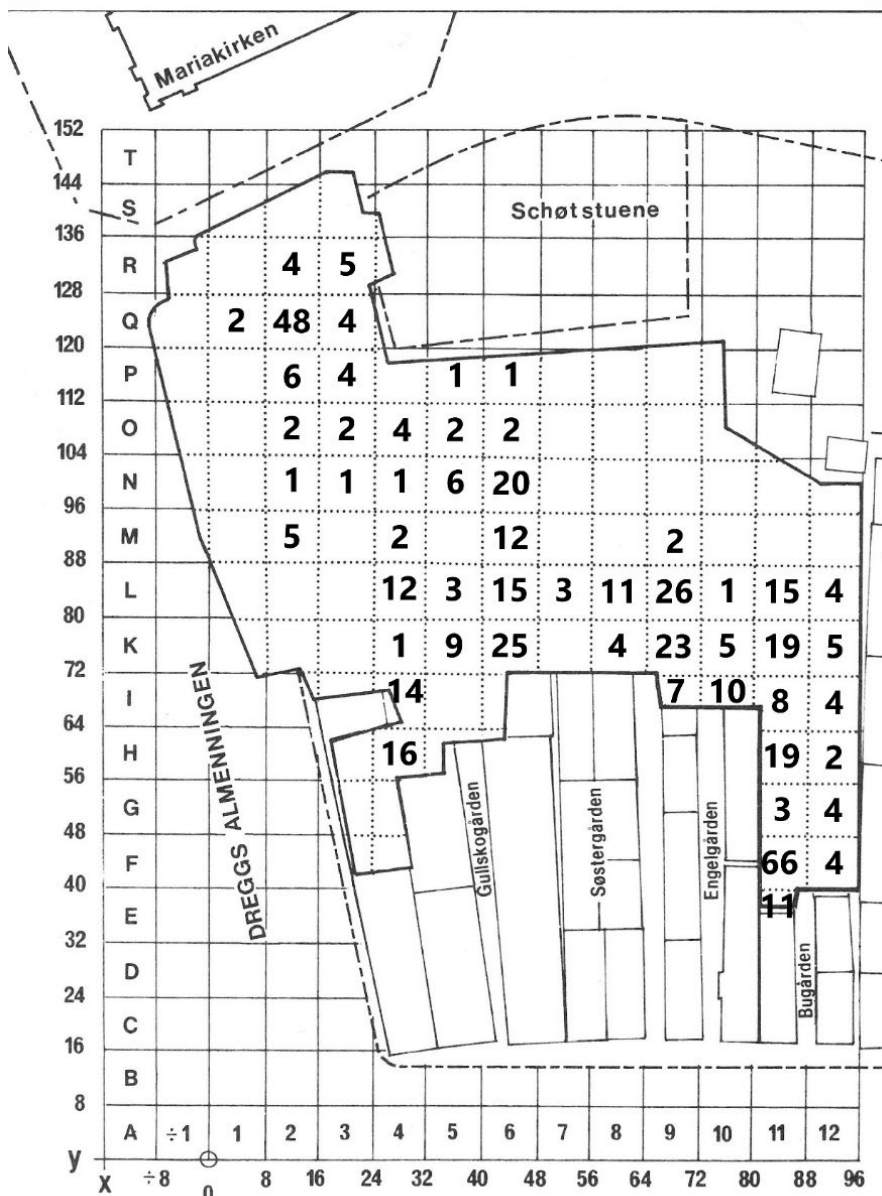 Mariakirken
152
T
144
S
Schøtstuene
136
R 4 5
128
Q 2 48 4
120
P 6 4 1 1
112
O 2 2 4 2 2
104
N 1 1 1 6 20
96
M 5 2 12 2
88
L 12 3 15 3 11 26 1 15 4
80
K 1 9 25 4 23 5 19 5
72
I 14 7 10 8 4
64
H 16 19 2
56
G 3 4
48
F 66 4
40
E 11
32
D
24
C
16
B
8
DREGGS ALMENNINGEN
Gullskogården
Søstergården
Engelgården
Bugården
A ÷1 1 2 3 4 5 6 7 8 9 10 11 12
y
X ÷8 0 8 16 24 32 40 48 56 64 72 80 88 96